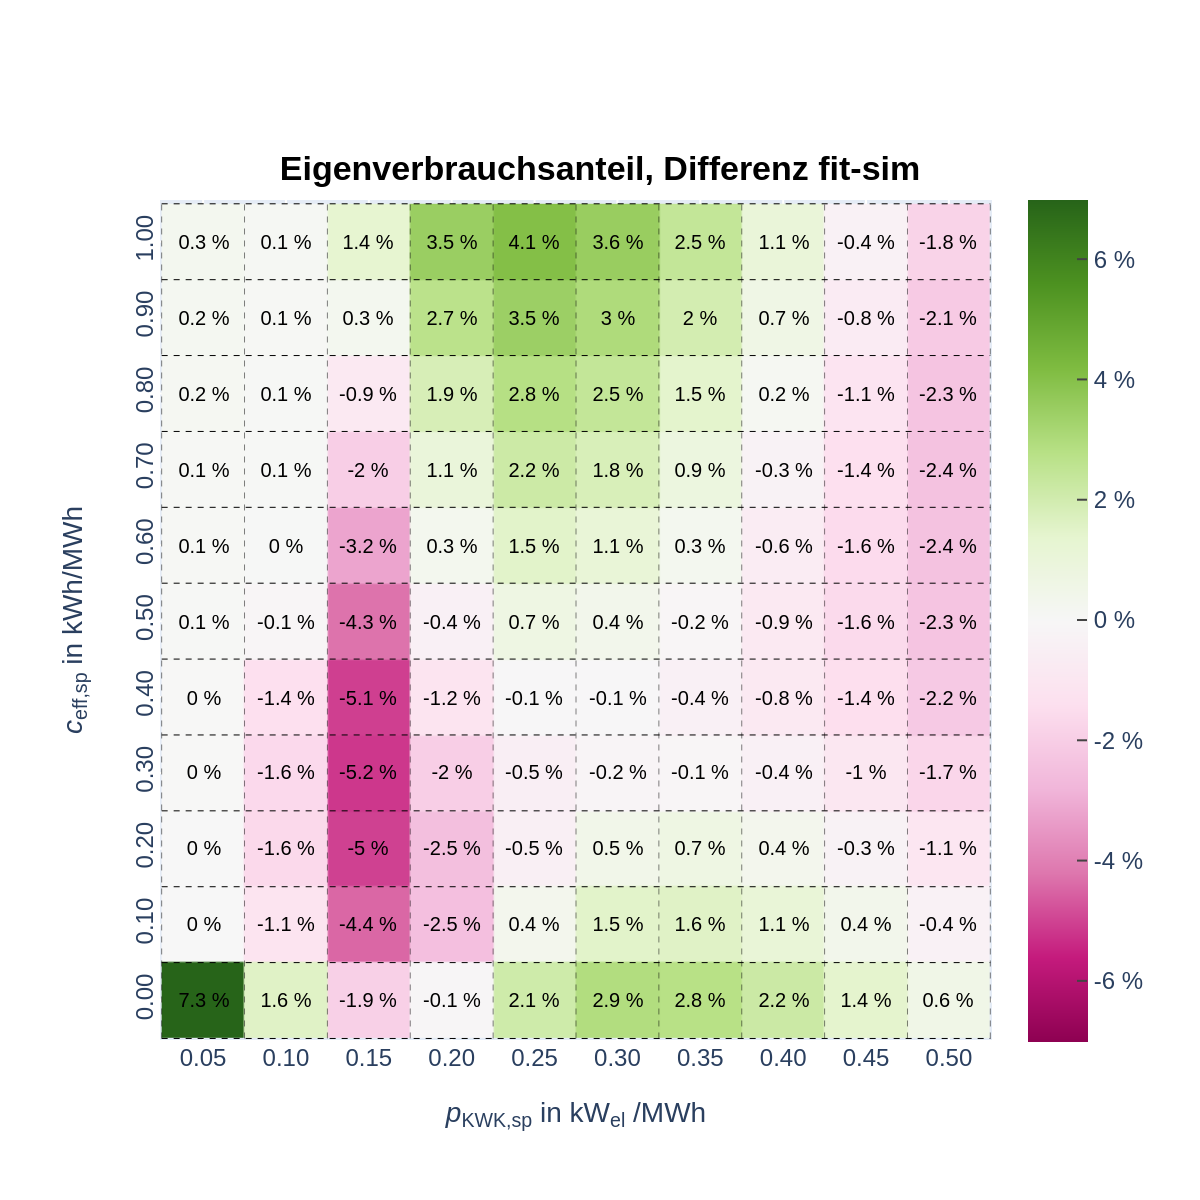 Eigenverbrauchsanteil, Differenz fit-sim
1.00 0.3 % 0.1 % 1.4 % 3.5 % 4.1 % 3.6 % 2.5 % 1.1 % -0.4 % -1.8 %
0.90 0.2 % 0.1 % 0.3 % 2.7 % 3.5 % 3 % 2 % 0.7 % -0.8 % -2.1 %
0.80 0.2 % 0.1 % -0.9 % 1.9 % 2.8 % 2.5 % 1.5 % 0.2 % -1.1 % -2.3 %
0.70 0.1 % 0.1 % -2 % 1.1 % 2.2 % 1.8 % 0.9 % -0.3 % -1.4 % -2.4 %
0.60 0.1 % 0 % -3.2 % 0.3 % 1.5 % 1.1 % 0.3 % -0.6 % -1.6 % -2.4 %
0.50 0.1 % -0.1 % -4.3 % -0.4 % 0.7 % 0.4 % -0.2 % -0.9 % -1.6 % -2.3 %
0.40 0 % -1.4 % -5.1 % -1.2 % -0.1 % -0.1 % -0.4 % -0.8 % -1.4 % -2.2 %
0.30 0 % -1.6 % -5.2 % -2 % -0.5 % -0.2 % -0.1 % -0.4 % -1 % -1.7 %
0.20 0 % -1.6 % -5 % -2.5 % -0.5 % 0.5 % 0.7 % 0.4 % -0.3 % -1.1 %
0.10 0 % -1.1 % -4.4 % -2.5 % 0.4 % 1.5 % 1.6 % 1.1 % 0.4 % -0.4 %
0.00 7.3 % 1.6 % -1.9 % -0.1 % 2.1 % 2.9 % 2.8 % 2.2 % 1.4 % 0.6 %
0.05 0.10 0.15 0.20 0.25 0.30 0.35 0.40 0.45 0.50
pKWK,sp in kWel /MWh
ceff,sp in kWh/MWh
6 %
4 %
2 %
0 %
-2 %
-4 %
-6 %